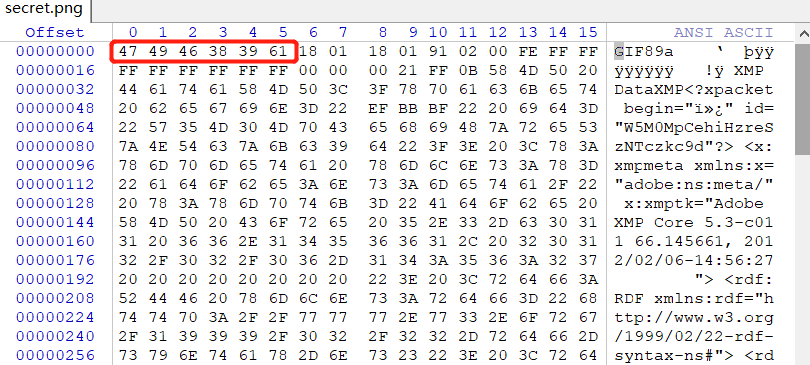 secret.png
Offset 0 1 2 3 4 5 6 7 8 9 10 11 12 13 14 15 ANSI ASCII
00000000 47 49 46 38 39 61 18 01 18 01 91 02 00 FE FF FF GIF89a ‘ þÿÿ
00000016 FF FF FF FF FF FF 00 00 00 21 FF 0B 58 4D 50 20 ÿÿÿÿÿÿ !ÿ XMP
00000032 44 61 74 61 58 4D 50 3C 3F 78 70 61 63 6B 65 74 DataXMP<?xpacket
00000048 20 62 65 67 69 6E 3D 22 EF BB BF 22 20 69 64 3D begin="ï»¿" id=
00000064 22 57 35 4D 30 4D 70 43 65 68 69 48 7A 72 65 53 "W5M0MpCehiHzreS
00000080 7A 4E 54 63 7A 6B 63 39 64 22 3F 3E 20 3C 78 3A zNTczkc9d"?> <x:
00000096 78 6D 70 6D 65 74 61 20 78 6D 6C 6E 73 3A 78 3D xmpmeta xmlns:x=
00000112 22 61 64 6F 62 65 3A 6E 73 3A 6D 65 74 61 2F 22 "adobe:ns:meta/"
00000128 20 78 3A 78 6D 70 74 6B 3D 22 41 64 6F 62 65 20 x:xmptk="Adobe
00000144 58 4D 50 20 43 6F 72 65 20 35 2E 33 2D 63 30 31 XMP Core 5.3-c01
00000160 31 20 36 36 2E 31 34 35 36 36 31 2C 20 32 30 31 1 66.145661, 201
00000176 32 2F 30 32 2F 30 36 2D 31 34 3A 35 36 3A 32 37 2/02/06-14:56:27
00000192 20 20 20 20 20 20 20 20 22 3E 20 3C 72 64 66 3A "> <rdf:
00000208 52 44 46 20 78 6D 6C 6E 73 3A 72 64 66 3D 22 68 RDF xmlns:rdf="h
00000224 74 74 70 3A 2F 2F 77 77 77 2E 77 33 2E 6F 72 67 ttp://www.w3.org
00000240 2F 31 39 39 39 2F 30 32 2F 32 32 2D 72 64 66 2D /1999/02/22-rdf-
00000256 73 79 6E 74 61 78 2D 6E 73 23 22 3E 20 3C 72 64 syntax-ns#"> <rd